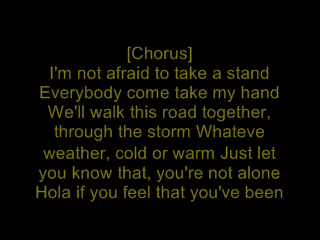 [Chorus]
I'm not afraid to take a stand
Everybody come take my hand
We'll walk this road together,
through the storm Whateve
weather, cold or warm Just let
you know that, you're not alone
Hola if you feel that you've been